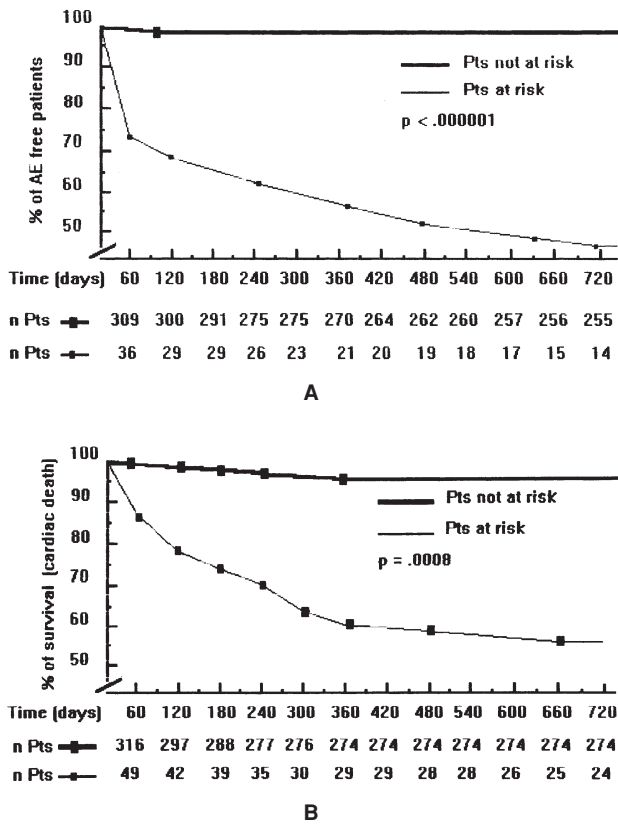 100
90
80
70
60
50
% of AE free patients
Pts not at risk
Pts at risk
p < .000001
Time (days) 60 120 180 240 300 360 420 480 540 600 660 720
n Pts 309 300 291 275 275 270 264 262 260 257 256 255
n Pts 36 29 29 26 23 21 20 19 18 17 15 14
A
100
90
80
70
60
50
% of survival (cardiac death)
Pts not at risk
Pts at risk
p = .0008
Time (days) 60 120 180 240 300 360 420 480 540 600 660 720
n Pts 316 297 288 277 276 274 274 274 274 274 274 274
n Pts 49 42 39 35 30 29 29 28 28 26 25 24
B